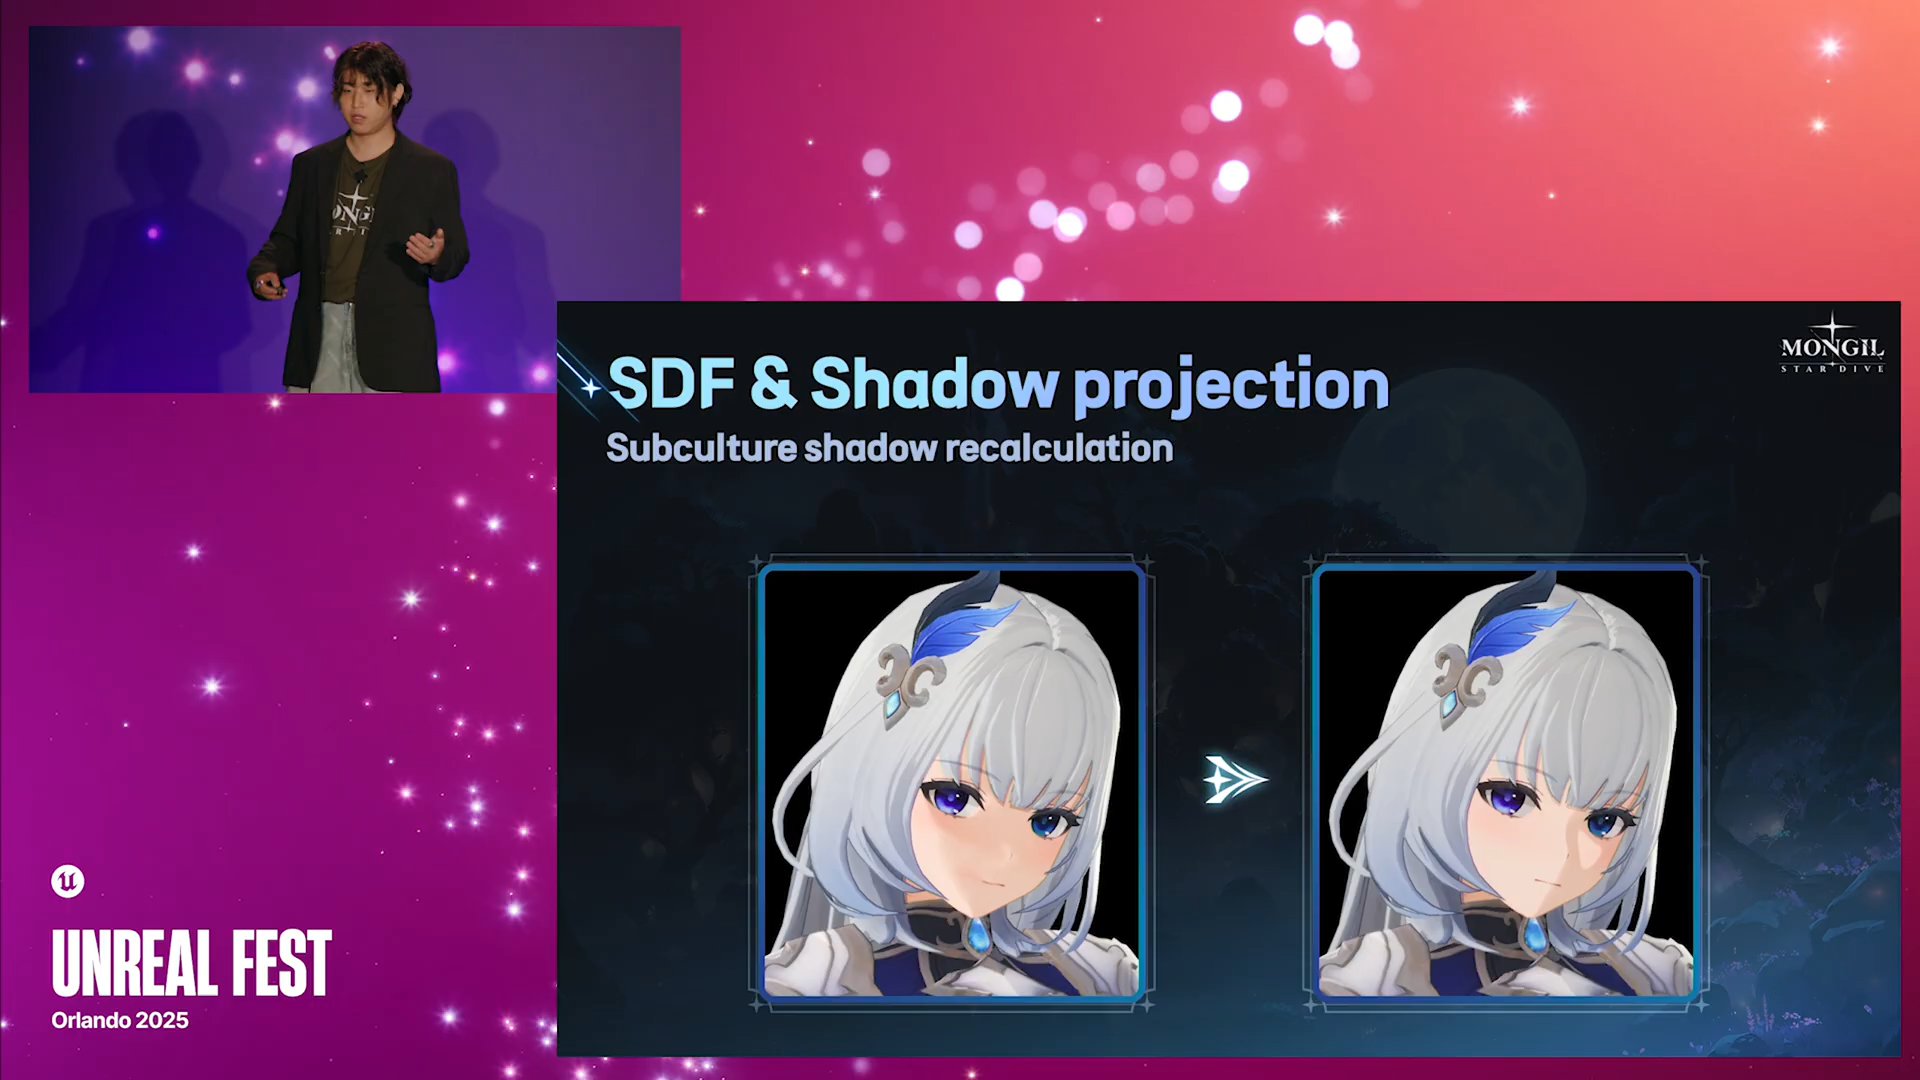 SDF & Shadow projection
Subculture shadow recalculation
MONGIL
STAR DIVE
UNREAL FEST
Orlando 2025